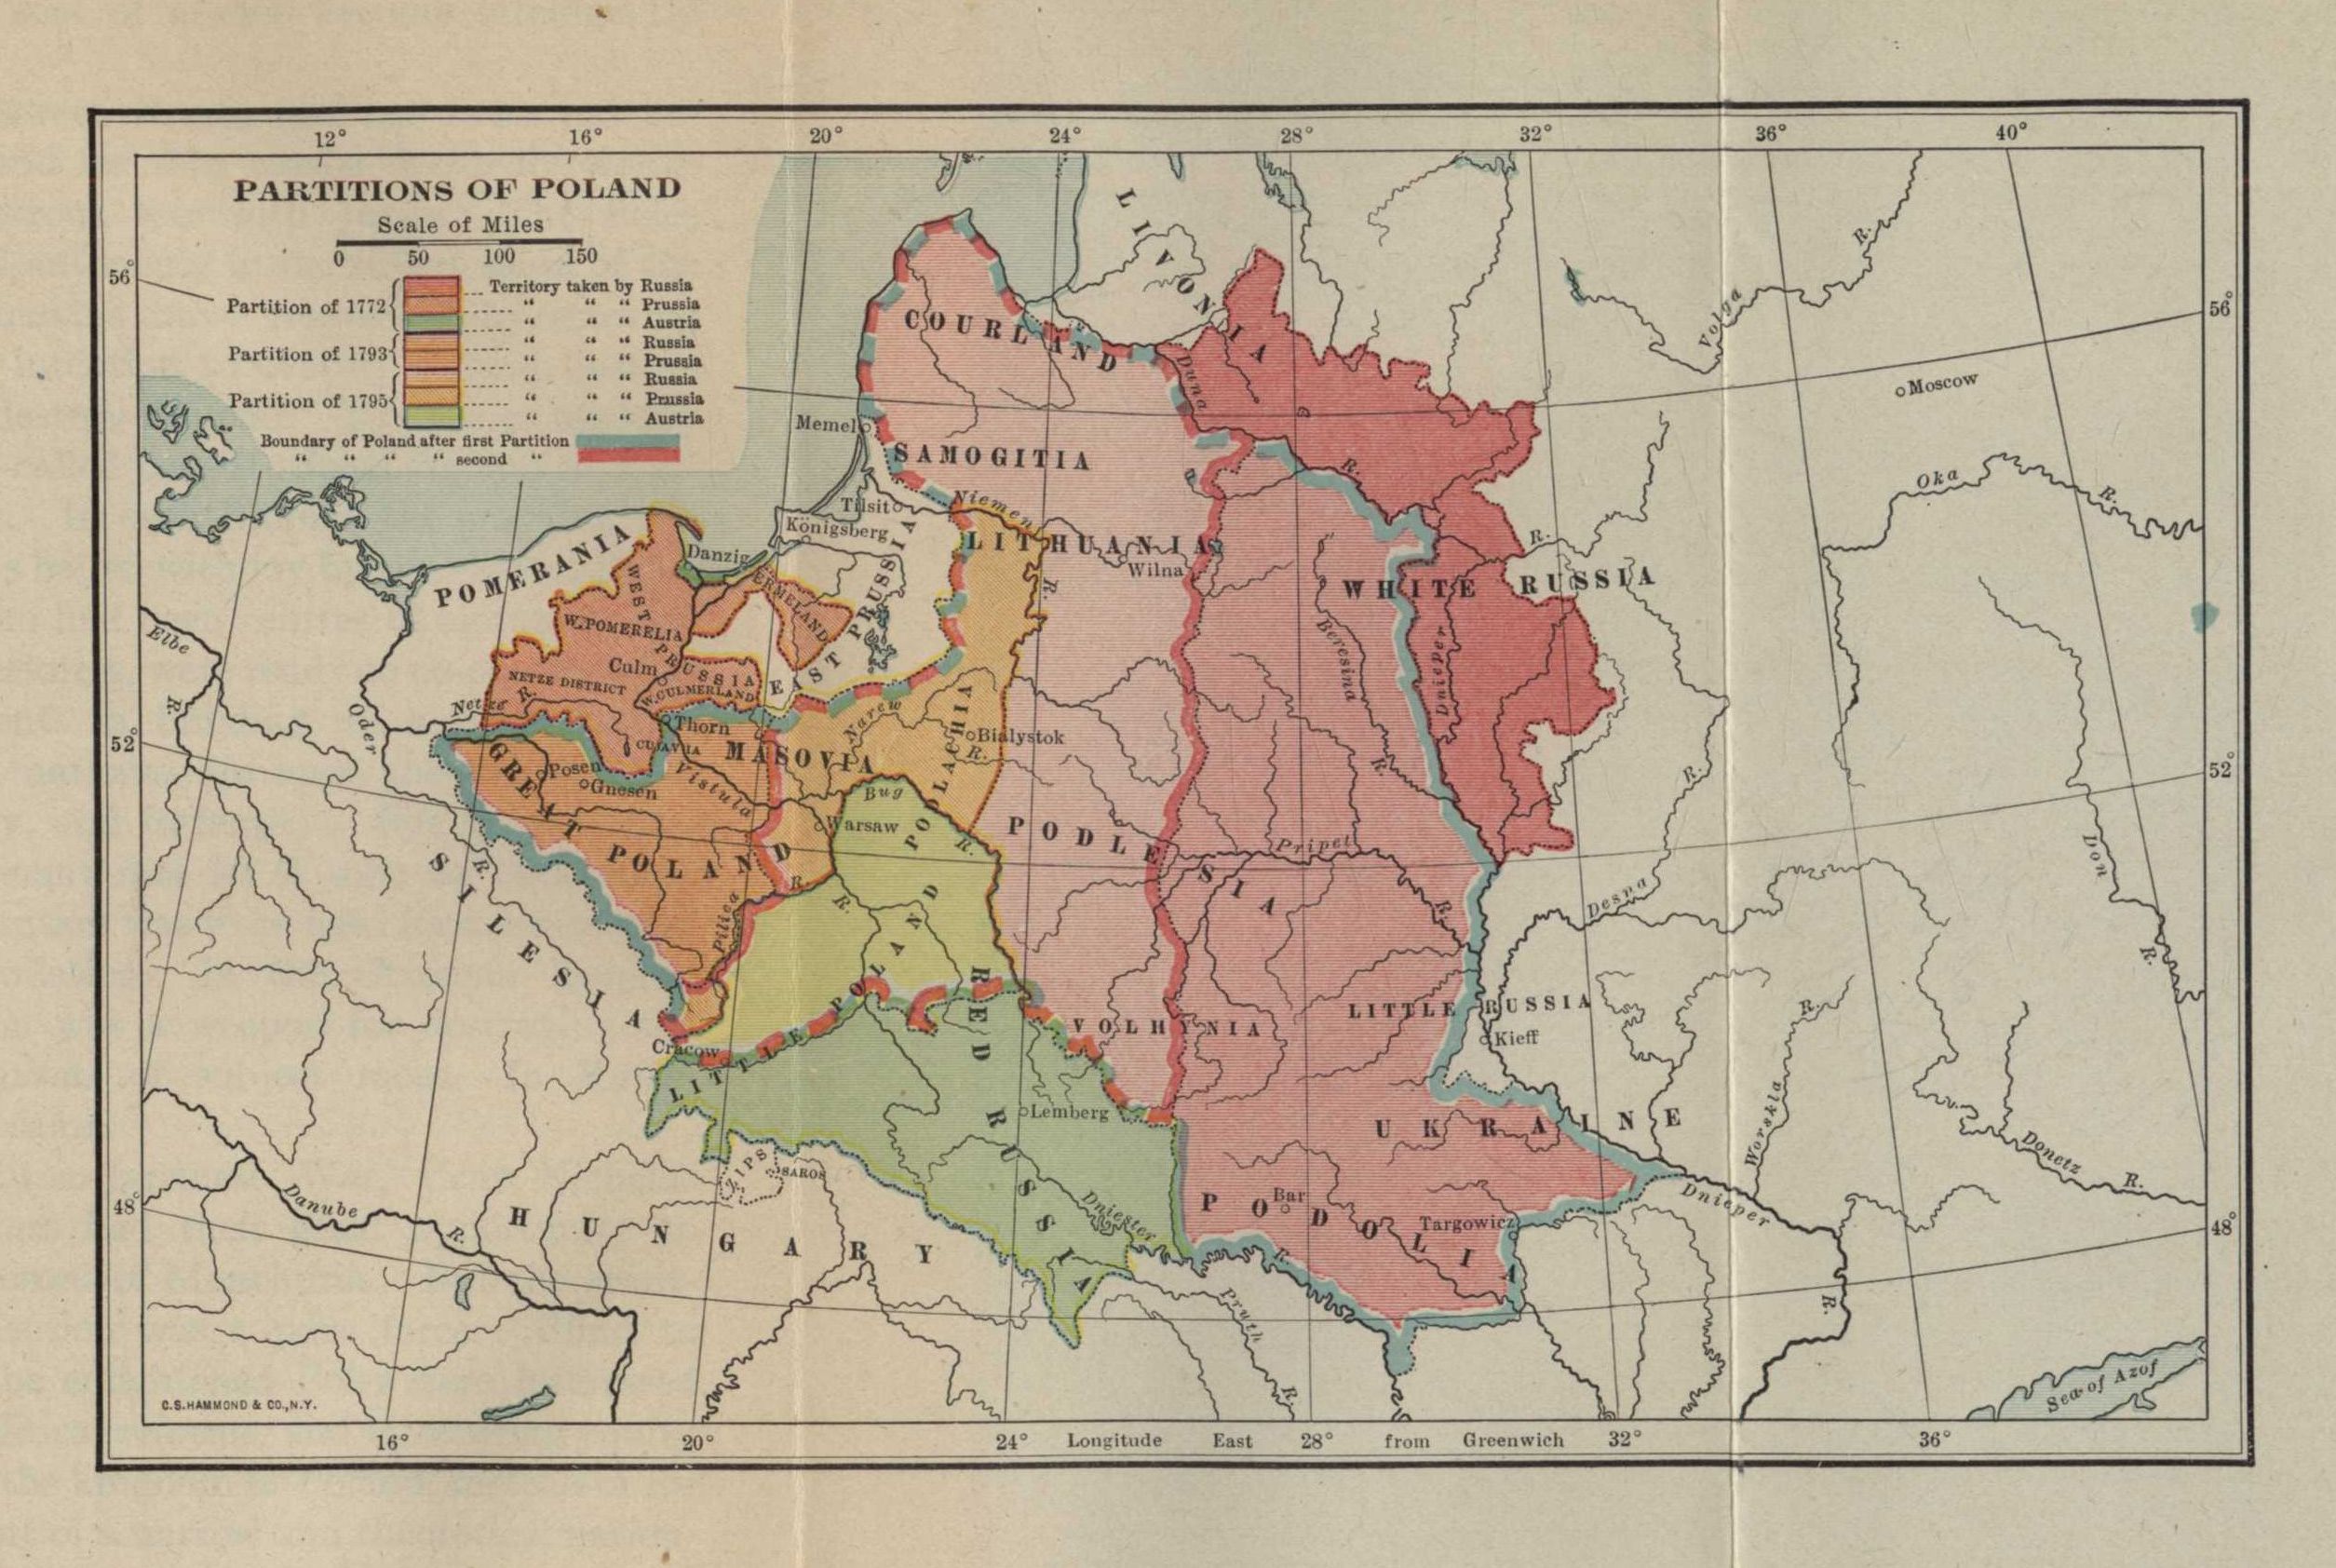 12° 16° 20° 24° 28° 32° 36° 40°
PARTITIONS OF POLAND
Scale of Miles
0 50 100 150
Partition of 1772
Territory taken by Russia
“ “ “ Prussia
“ “ “ Austria
Partition of 1793
“ “ “ Russia
“ “ “ Prussia
Partition of 1795
“ “ “ Russia
“ “ “ Prussia
“ “ “ Austria
Boundary of Poland after first Partition
“ “ “ “ second “
56°
56°
LIVONIA
Volga R.
COURLAND
Duna R.
Moscow
Memel
SAMOGITIA
Oka R.
Tilsit
Niemen R.
Königsberg
LITHUANIA
Wilna
Danzig
POMERANIA
WEST PRUSSIA
ERMELAND
EAST PRUSSIA
WHITE RUSSIA
R.
W. POMERELIA
Elbe R.
Culm
NETZE DISTRICT
W. CULMERLAND
Beresina R.
Dnieper
Netze R.
Oder R.
Thorn
CUJAVIA
MASOVIA
Narew R.
PODLACHIA
Bialystok
52°
52°
GREAT POLAND
Posen
Gnesen
Vistula R.
Bug R.
Warsaw
PODLESIA
Pripet R.
Don R.
SILESIA
Pilica R.
Desna R.
LITTLE POLAND
RED RUSSIA
VOLHYNIA
LITTLE RUSSIA
Kieff
R.
Cracow
Lemberg
UKRAINE
Worskla
Donetz R.
ZIPS
SAROS
Danube R.
HUNGARY
Dniester R.
PODOLIA
Bar
Targowicz
Dnieper R.
48°
48°
Pruth R.
Sea of Azof
C.S. HAMMOND & CO., N.Y.
16° 20° 24° Longitude East 28° from Greenwich 32° 36°